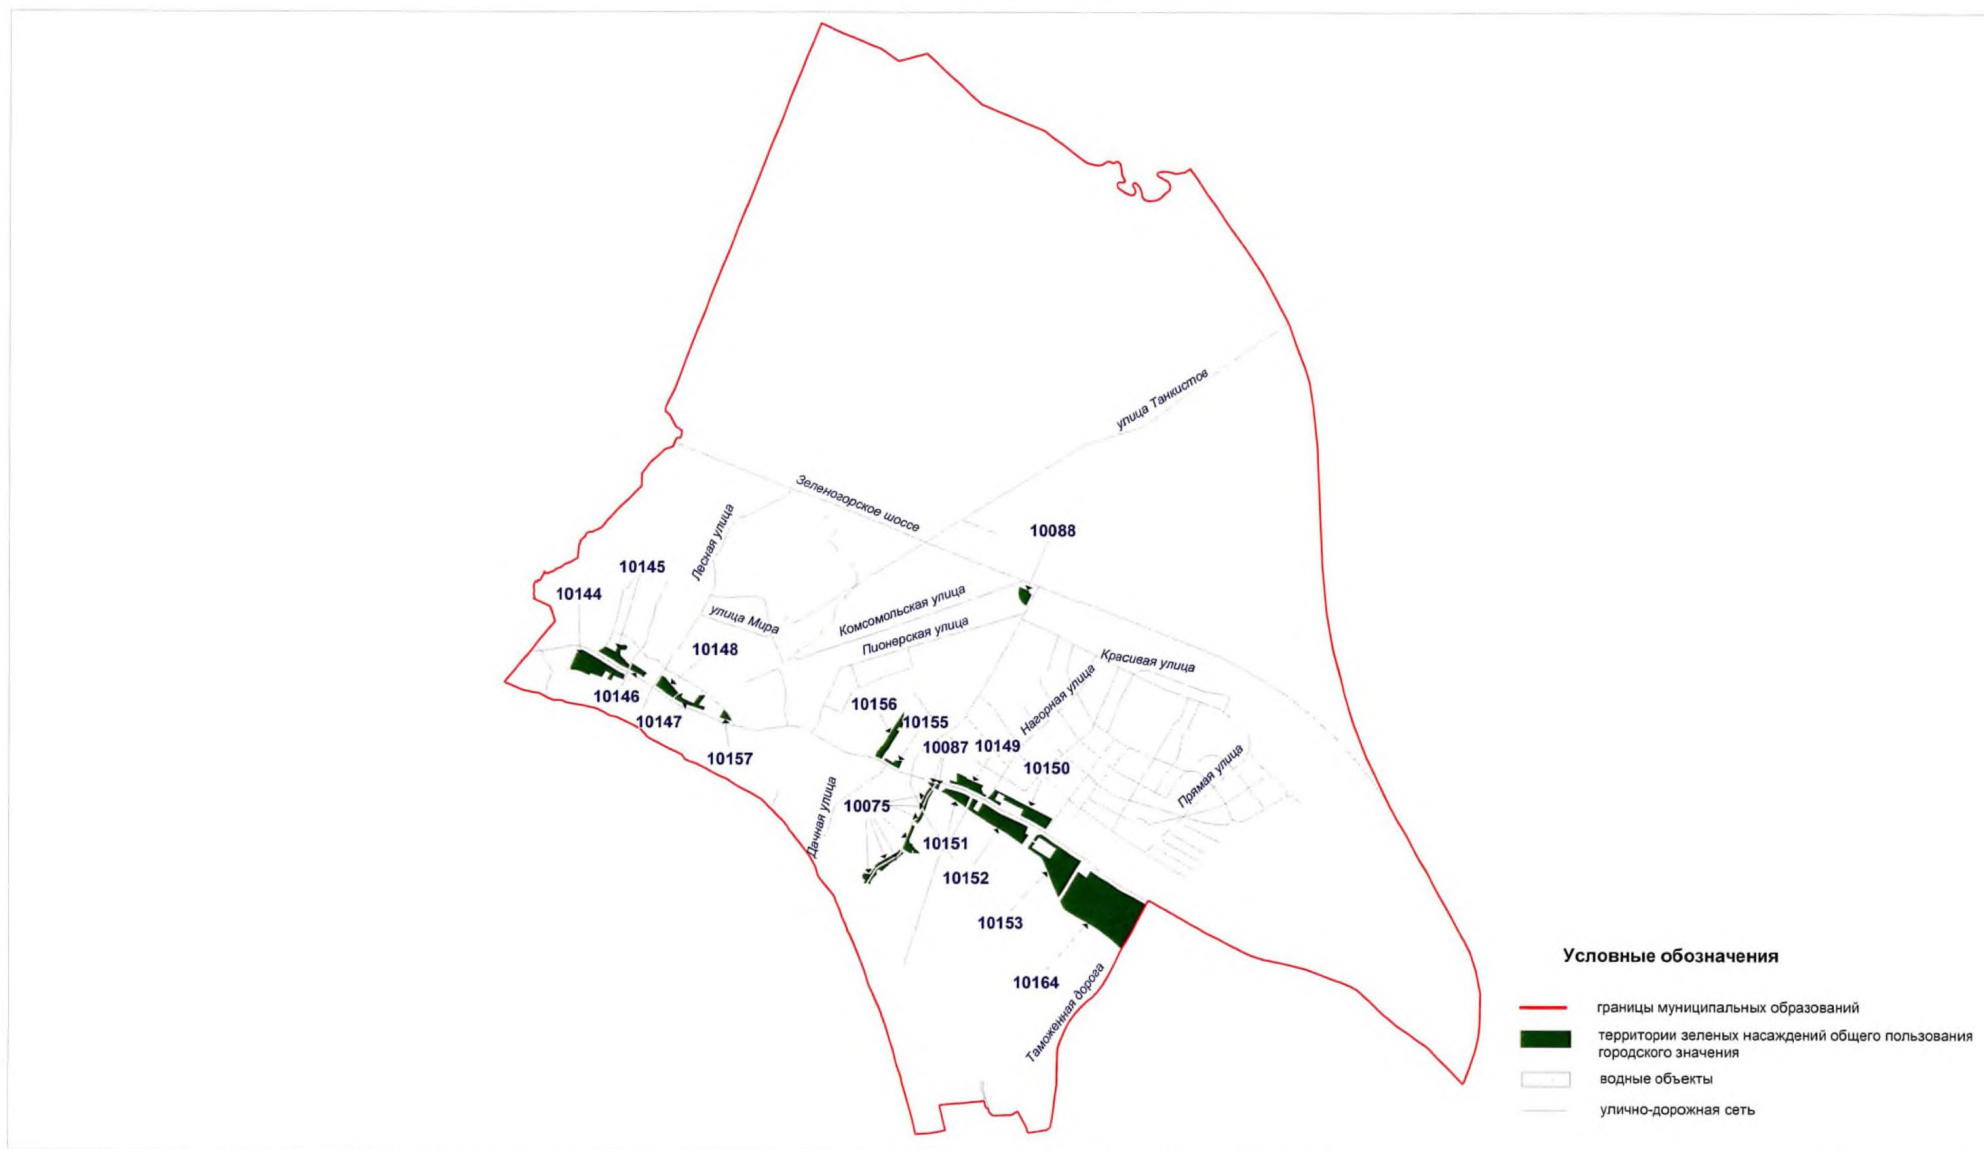 улица Танкистов
Зеленогорское шоссе
Лесная улица
10088
10145
10144
Комсомольская улица
улица Мира
Пионерская улица
10148
Красивая улица
Нагорная улица
10146
10147
10156
10155
10157
10087
10149
10150
Прямая улица
10075
Дачная улица
10151
10152
10153
10164
Таможенная дорога
Условные обозначения
границы муниципальных образований
территории зеленых насаждений общего пользования
городского значения
водные объекты
улично-дорожная сеть